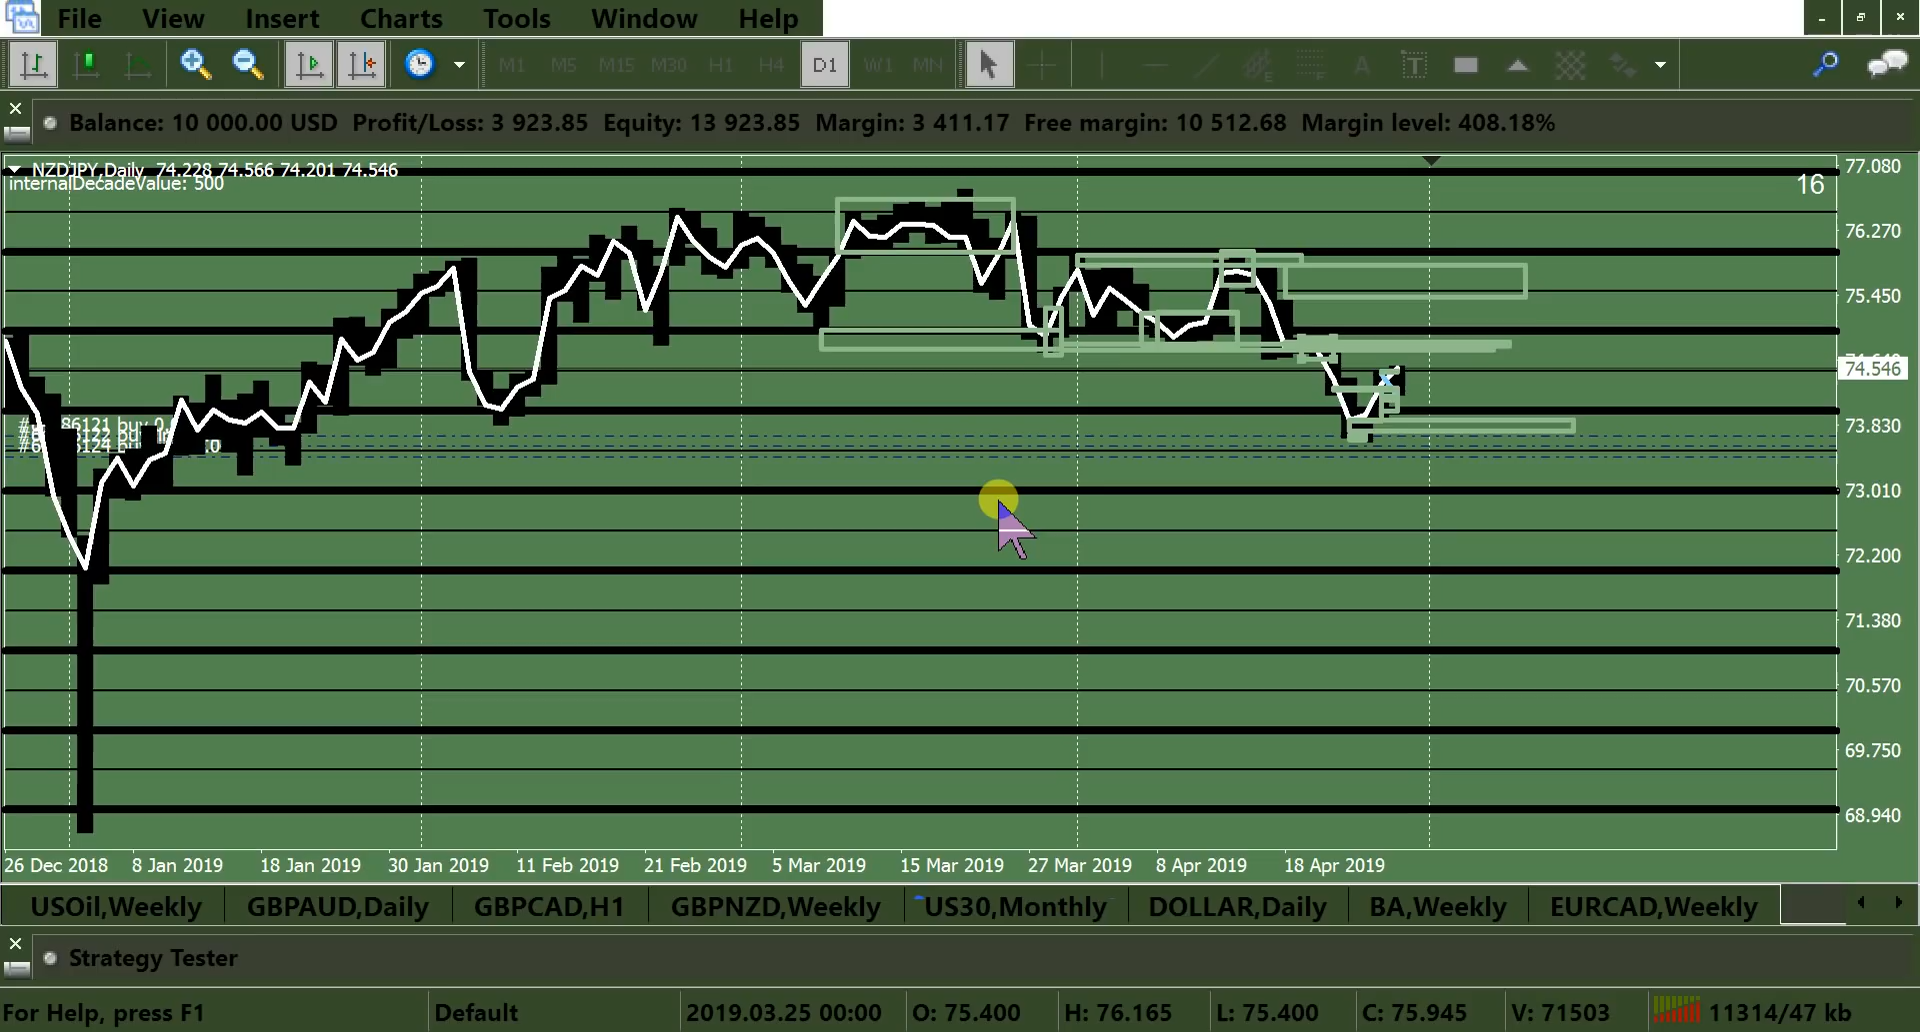 File View Insert Charts Tools Window Help
M1 M5 M15 M30 H1 H4 D1 W1 MN
Balance: 10 000.00 USD Profit/Loss: 3 923.85 Equity: 13 923.85 Margin: 3 411.17 Free margin: 10 512.68 Margin level: 408.18%
NZDJPY,Daily 74.228 74.566 74.201 74.546
internalDecadeValue: 500
16
77.080
76.270
75.450
74.546
73.830
73.010
72.200
71.380
70.570
69.750
68.940
26 Dec 2018 8 Jan 2019 18 Jan 2019 30 Jan 2019 11 Feb 2019 21 Feb 2019 5 Mar 2019 15 Mar 2019 27 Mar 2019 8 Apr 2019 18 Apr 2019
USOil,Weekly GBPAUD,Daily GBPCAD,H1 GBPNZD,Weekly US30,Monthly DOLLAR,Daily BA,Weekly EURCAD,Weekly
Strategy Tester
For Help, press F1 Default 2019.03.25 00:00 O: 75.400 H: 76.165 L: 75.400 C: 75.945 V: 71503 11314/47 kb